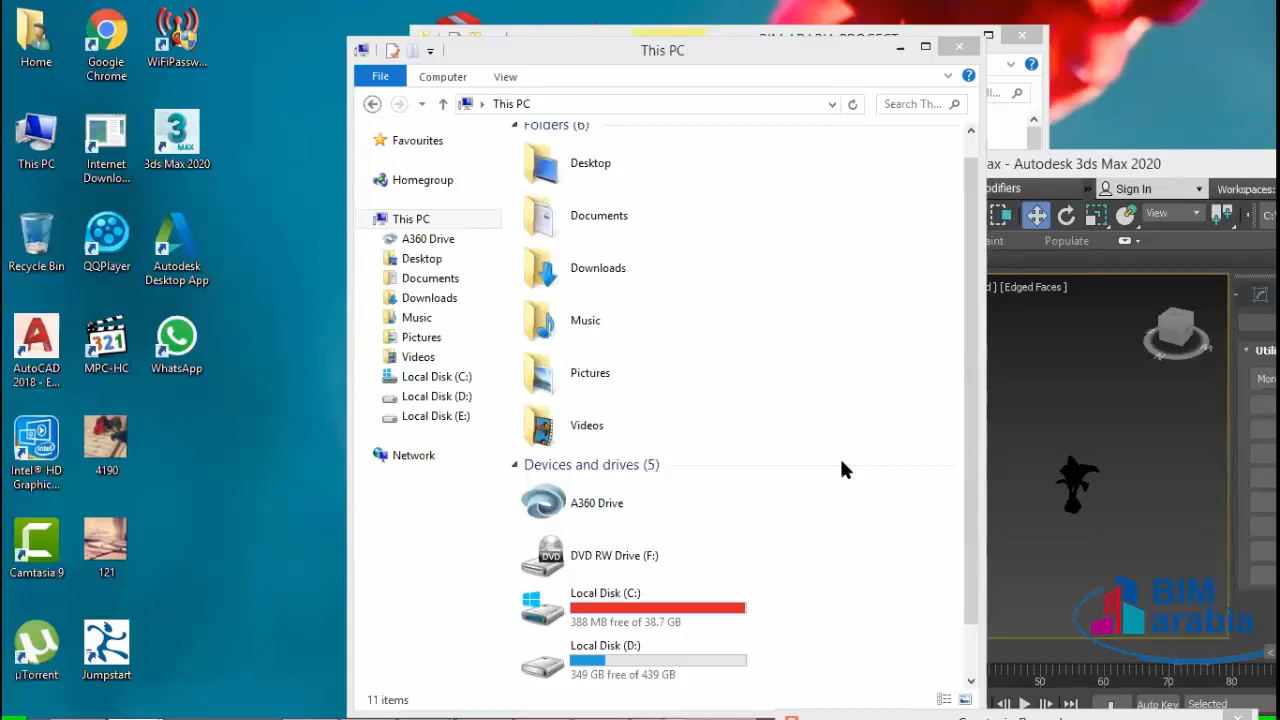 Home
Google
Chrome
WiFiPassw...
This PC
Internet
Downlo...
3ds Max 2020
Recycle Bin
QQPlayer
Autodesk
Desktop App
AutoCAD
2018 - E...
MPC-HC
WhatsApp
Intel® HD
Graphic...
4190
Camtasia 9
121
µTorrent
Jumpstart
This PC
File
Computer
View
This PC
Search Th...
Favourites
Homegroup
This PC
A360 Drive
Desktop
Documents
Downloads
Music
Pictures
Videos
Local Disk (C:)
Local Disk (D:)
Local Disk (E:)
Network
Folders (6)
Desktop
Documents
Downloads
Music
Pictures
Videos
Devices and drives (5)
A360 Drive
DVD RW Drive (F:)
Local Disk (C:)
388 MB free of 38.7 GB
Local Disk (D:)
349 GB free of 439 GB
11 items
ax - Autodesk 3ds Max 2020
odifiers
Sign In
Workspaces:
View
Populate
[Edged Faces ]
BIM
arabia
50 60 70 80
Auto Key
Selected